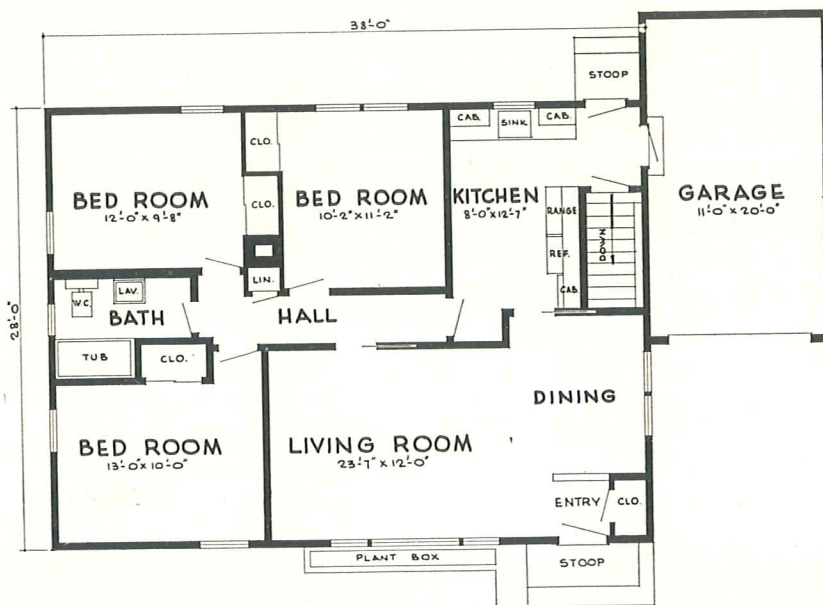 38'-0"
STOOP
CLO.
CAB.
SINK
CAB.
BED ROOM
12'-0" x 9'-8"
CLO.
BED ROOM
10'-2" x 11'-2"
KITCHEN
8'-0" x 12'-7"
RANGE
REF.
CAB
DOWN
GARAGE
11'-0" x 20'-0"
28'-0"
W.C.
LAV.
BATH
LIN.
HALL
TUB
CLO.
DINING
BED ROOM
13'-0" x 10'-0"
LIVING ROOM
23'-7" x 12'-0"
ENTRY
CLO.
PLANT BOX
STOOP